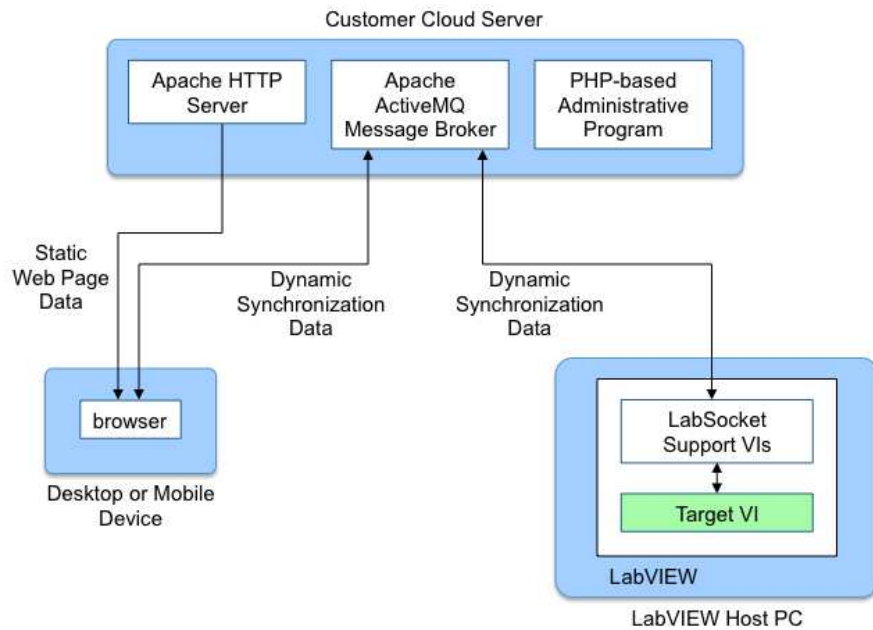 Customer Cloud Server
Apache HTTP
Server
Apache
ActiveMQ
Message Broker
PHP-based
Administrative
Program
Static
Web Page
Data
Dynamic
Synchronization
Data
Dynamic
Synchronization
Data
browser
Desktop or Mobile
Device
LabSocket
Support VIs
Target VI
LabVIEW
LabVIEW Host PC